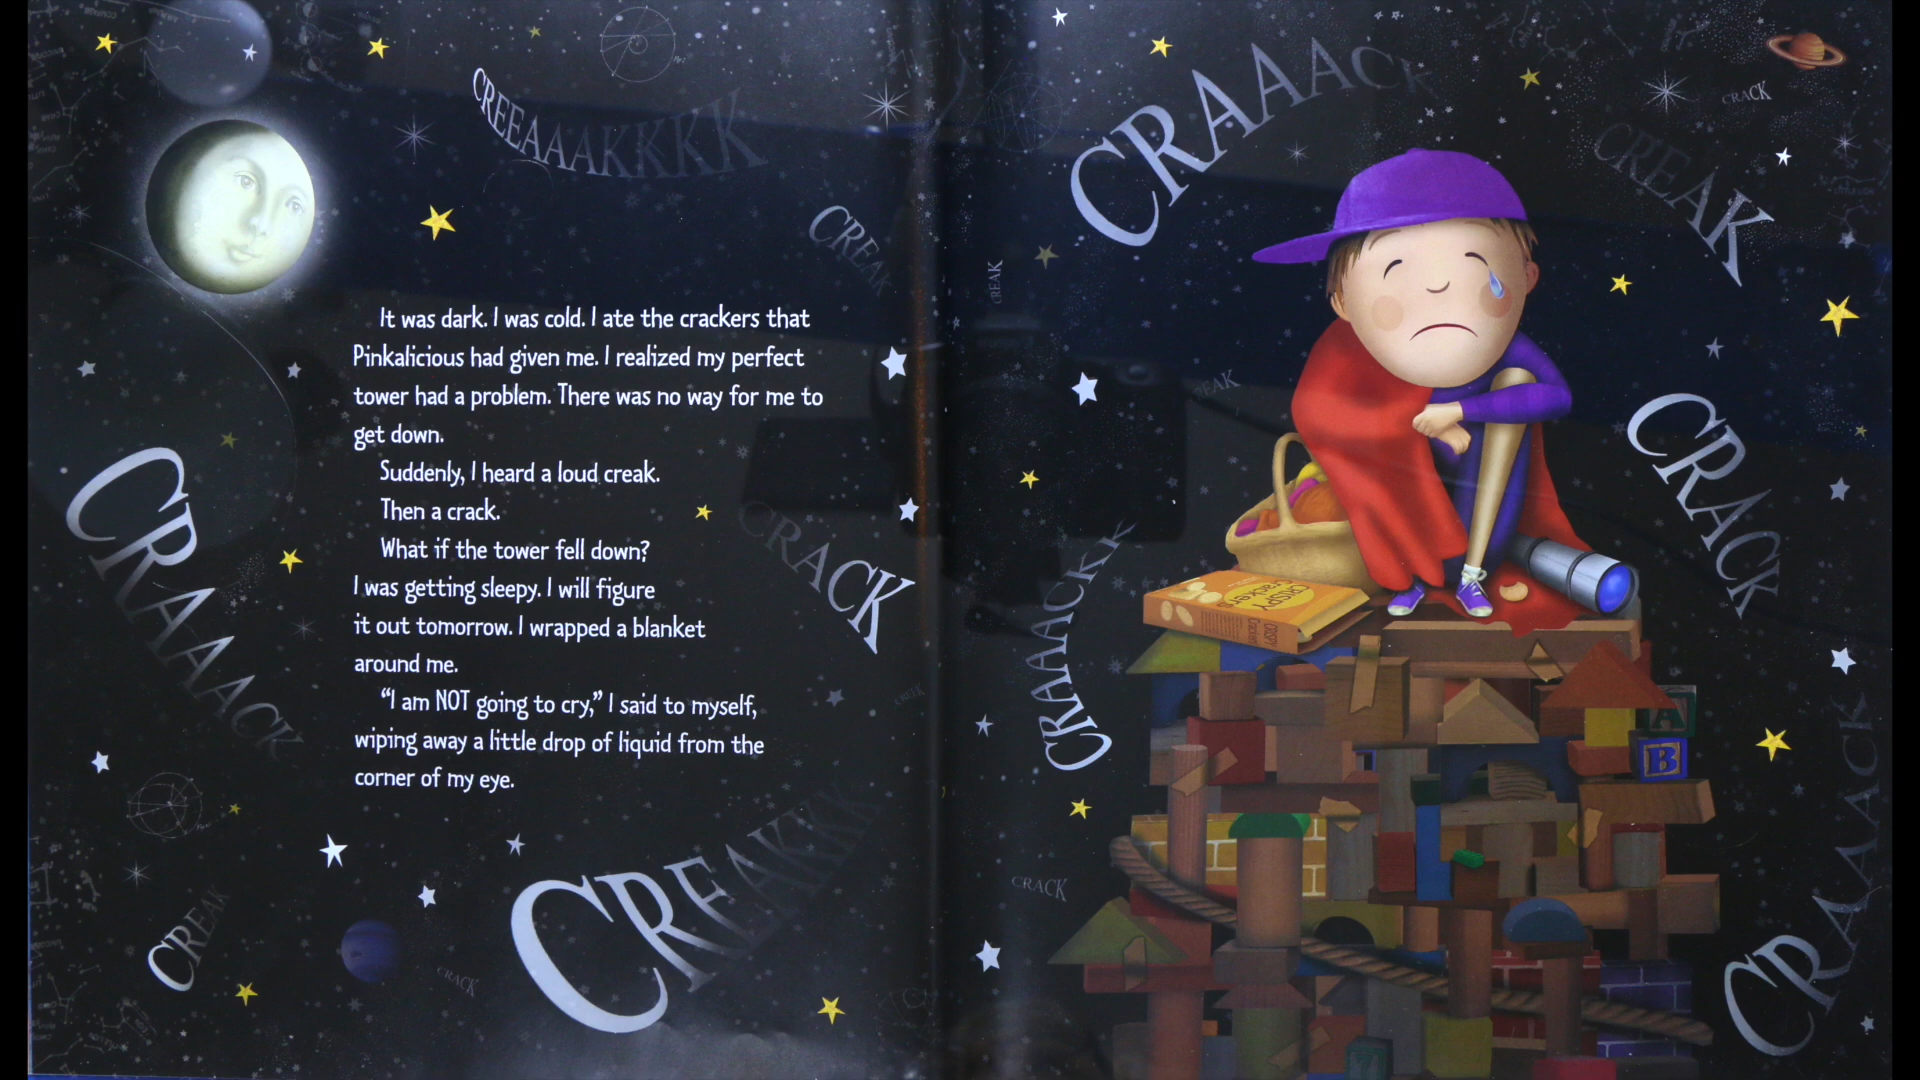 CREEAAAKKKK
CREAK
It was dark. I was cold. I ate the crackers that
Pinkalicious had given me. I realized my perfect
tower had a problem. There was no way for me to
get down.
Suddenly, I heard a loud creak.
Then a crack.
What if the tower fell down?
I was getting sleepy. I will figure
it out tomorrow. I wrapped a blanket
around me.
“I am NOT going to cry,” I said to myself,
wiping away a little drop of liquid from the
corner of my eye.
CRAAACK
CRACK
CREEK
CREAK
CRACK
CREAKKK
CRAAACK
CRACK
CREAK
CREAK
CRACK
CRAAACKK
CRISPY
Crackers
A
B
CRACK
CRAAACK